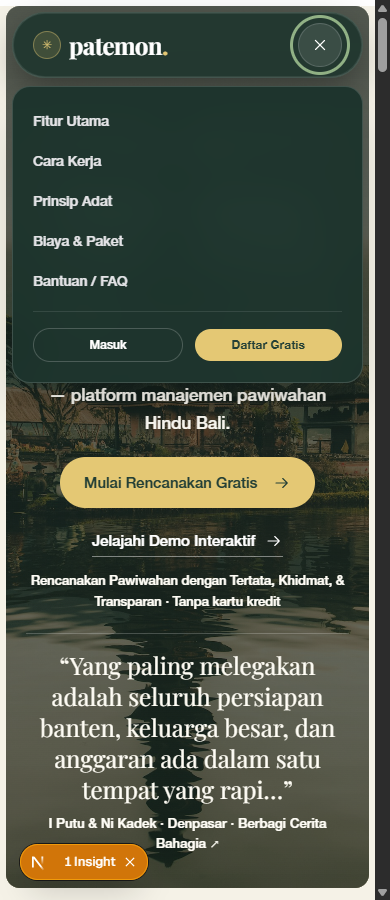 patemon.
Fitur Utama
Cara Kerja
Prinsip Adat
Biaya & Paket
Bantuan / FAQ
Masuk
Daftar Gratis
— platform manajemen pawiwahan
Hindu Bali.
Mulai Rencanakan Gratis →
Jelajahi Demo Interaktif →
Rencanakan Pawiwahan dengan Tertata, Khidmat, &
Transparan · Tanpa kartu kredit
“Yang paling melegakan
adalah seluruh persiapan
banten, keluarga besar, dan
anggaran ada dalam satu
tempat yang rapi…”
I Putu & Ni Kadek · Denpasar · Berbagi Cerita
Bahagia ↗
N 1 Insight ×